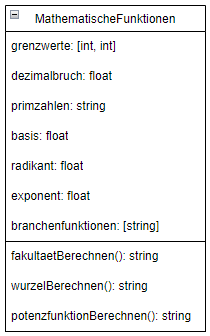 MathematischeFunktionen
grenzwerte: [int, int]
dezimalbruch: float
primzahlen: string
basis: float
radikant: float
exponent: float
branchenfunktionen: [string]
fakultaetBerechnen(): string
wurzelBerechnen(): string
potenzfunktionBerechnen(): string